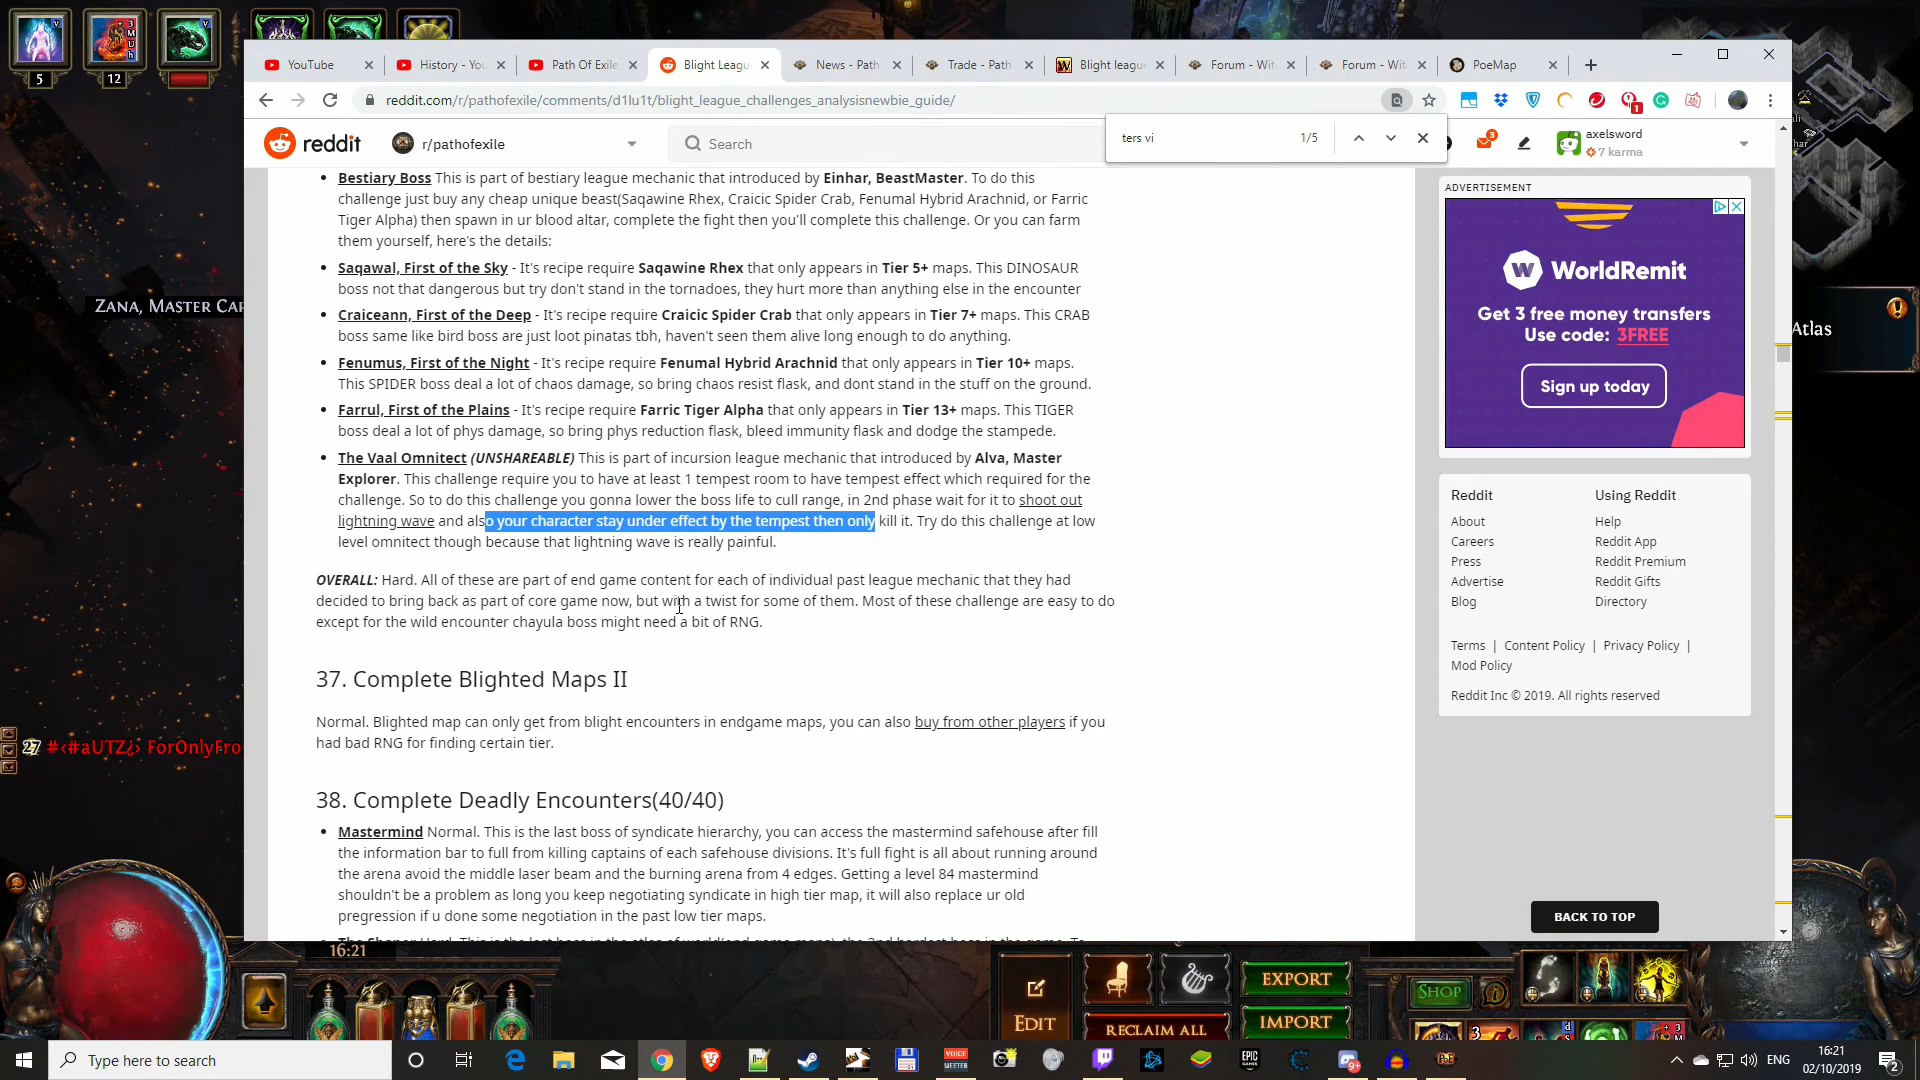 v
+ 3
M
U
h
v
5
12
YouTube
History - You
Path Of Exile
Blight Leagu
News - Path
Trade - Path
Blight leagu
Forum - Wit
Forum - Wit
PoeMap
reddit.com/r/pathofexile/comments/d1lu1t/blight_league_challenges_analysisnewbie_guide/
1
ters vi
1/5
reddit
r/pathofexile
Search
3
axelsword
7 karma
Bestiary Boss This is part of bestiary league mechanic that introduced by Einhar, BeastMaster. To do this
challenge just buy any cheap unique beast(Saqawine Rhex, Craicic Spider Crab, Fenumal Hybrid Arachnid, or Farric
Tiger Alpha) then spawn in ur blood altar, complete the fight then you'll complete this challenge. Or you can farm
them yourself, here's the details:
Saqawal, First of the Sky - It's recipe require Saqawine Rhex that only appears in Tier 5+ maps. This DINOSAUR
boss not that dangerous but try don't stand in the tornadoes, they hurt more than anything else in the encounter
Craiceann, First of the Deep - It's recipe require Craicic Spider Crab that only appears in Tier 7+ maps. This CRAB
boss same like bird boss are just loot pinatas tbh, haven't seen them alive long enough to do anything.
Fenumus, First of the Night - It's recipe require Fenumal Hybrid Arachnid that only appears in Tier 10+ maps.
This SPIDER boss deal a lot of chaos damage, so bring chaos resist flask, and dont stand in the stuff on the ground.
Farrul, First of the Plains - It's recipe require Farric Tiger Alpha that only appears in Tier 13+ maps. This TIGER
boss deal a lot of phys damage, so bring phys reduction flask, bleed immunity flask and dodge the stampede.
The Vaal Omnitect (UNSHAREABLE) This is part of incursion league mechanic that introduced by Alva, Master
Explorer. This challenge require you to have at least 1 tempest room to have tempest effect which required for the
challenge. So to do this challenge you gonna lower the boss life to cull range, in 2nd phase wait for it to shoot out
lightning wave and also your character stay under effect by the tempest then only kill it. Try do this challenge at low
level omnitect though because that lightning wave is really painful.
OVERALL: Hard. All of these are part of end game content for each of individual past league mechanic that they had
decided to bring back as part of core game now, but with a twist for some of them. Most of these challenge are easy to do
except for the wild encounter chayula boss might need a bit of RNG.
37. Complete Blighted Maps II
Normal. Blighted map can only get from blight encounters in endgame maps, you can also buy from other players if you
had bad RNG for finding certain tier.
38. Complete Deadly Encounters(40/40)
Mastermind Normal. This is the last boss of syndicate hierarchy, you can access the mastermind safehouse after fill
the information bar to full from killing captains of each safehouse divisions. It's full fight is all about running around
the arena avoid the middle laser beam and the burning arena from 4 edges. Getting a level 84 mastermind
shouldn't be a problem as long you keep negotiating syndicate in high tier map, it will also replace ur old
pregression if u done some negotiation in the past low tier maps.
ADVERTISEMENT
WorldRemit
Get 3 free money transfers
Use code: 3FREE
Sign up today
Reddit
Using Reddit
About
Help
Careers
Reddit App
Press
Reddit Premium
Advertise
Reddit Gifts
Blog
Directory
Terms | Content Policy | Privacy Policy |
Mod Policy
Reddit Inc © 2019. All rights reserved
BACK TO TOP
ZANA, MASTER CAR
Atlas
27 #<#aUTZ¿> ForOnlyFro
16:21
EDIT
RECLAIM ALL
EXPORT
IMPORT
SHOP
Type here to search
VOICE
MEETER
EPIC
GAMES
9+
ENG
16:21
02/10/2019
2